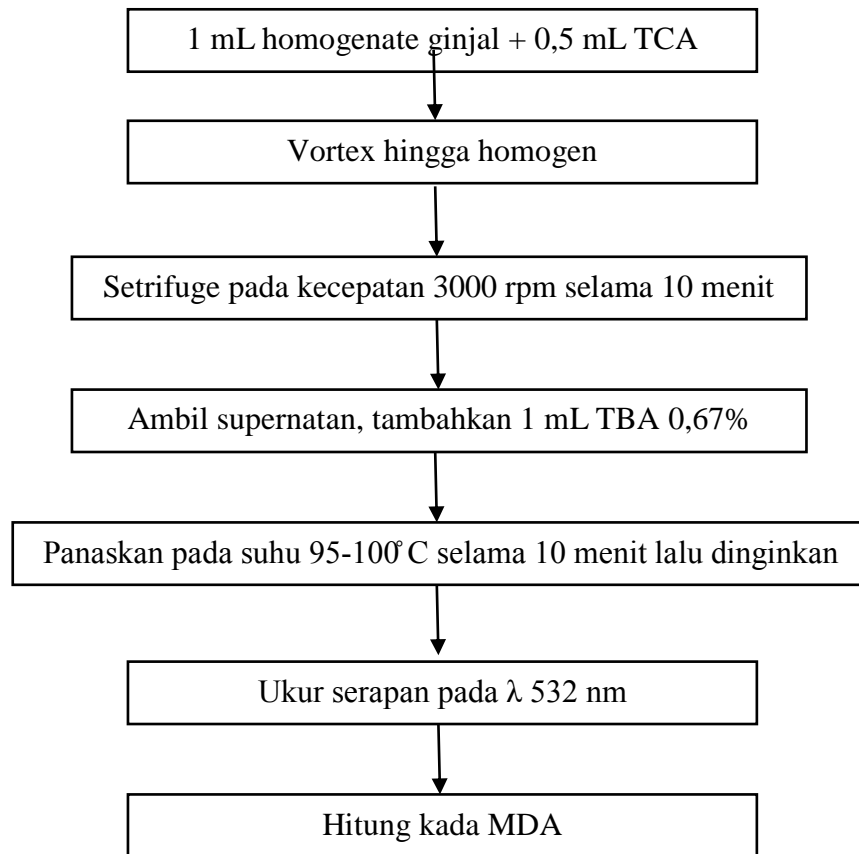 1 mL homogenate ginjal + 0,5 mL TCA
Vortex hingga homogen
Setrifuge pada kecepatan 3000 rpm selama 10 menit
Ambil supernatan, tambahkan 1 mL TBA 0,67%
Panaskan pada suhu 95-100̊ C selama 10 menit lalu dinginkan
Ukur serapan pada λ 532 nm
Hitung kada MDA